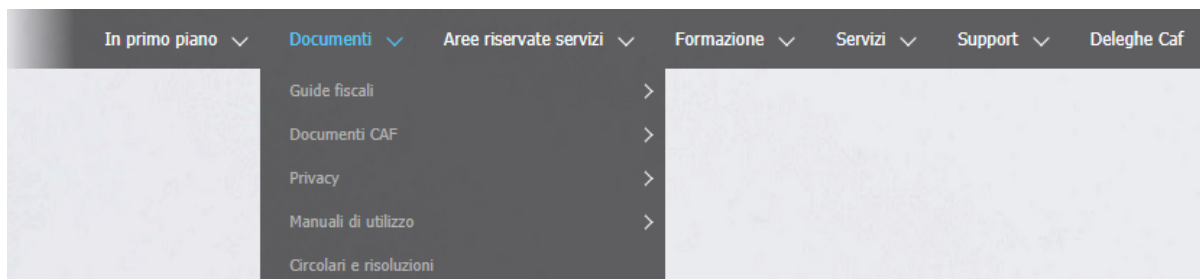 In primo piano Documenti Aree riservate servizi Formazione Servizi Support Deleghe Caf
Guide fiscali
Documenti CAF
Privacy
Manuali di utilizzo
Circolari e risoluzioni